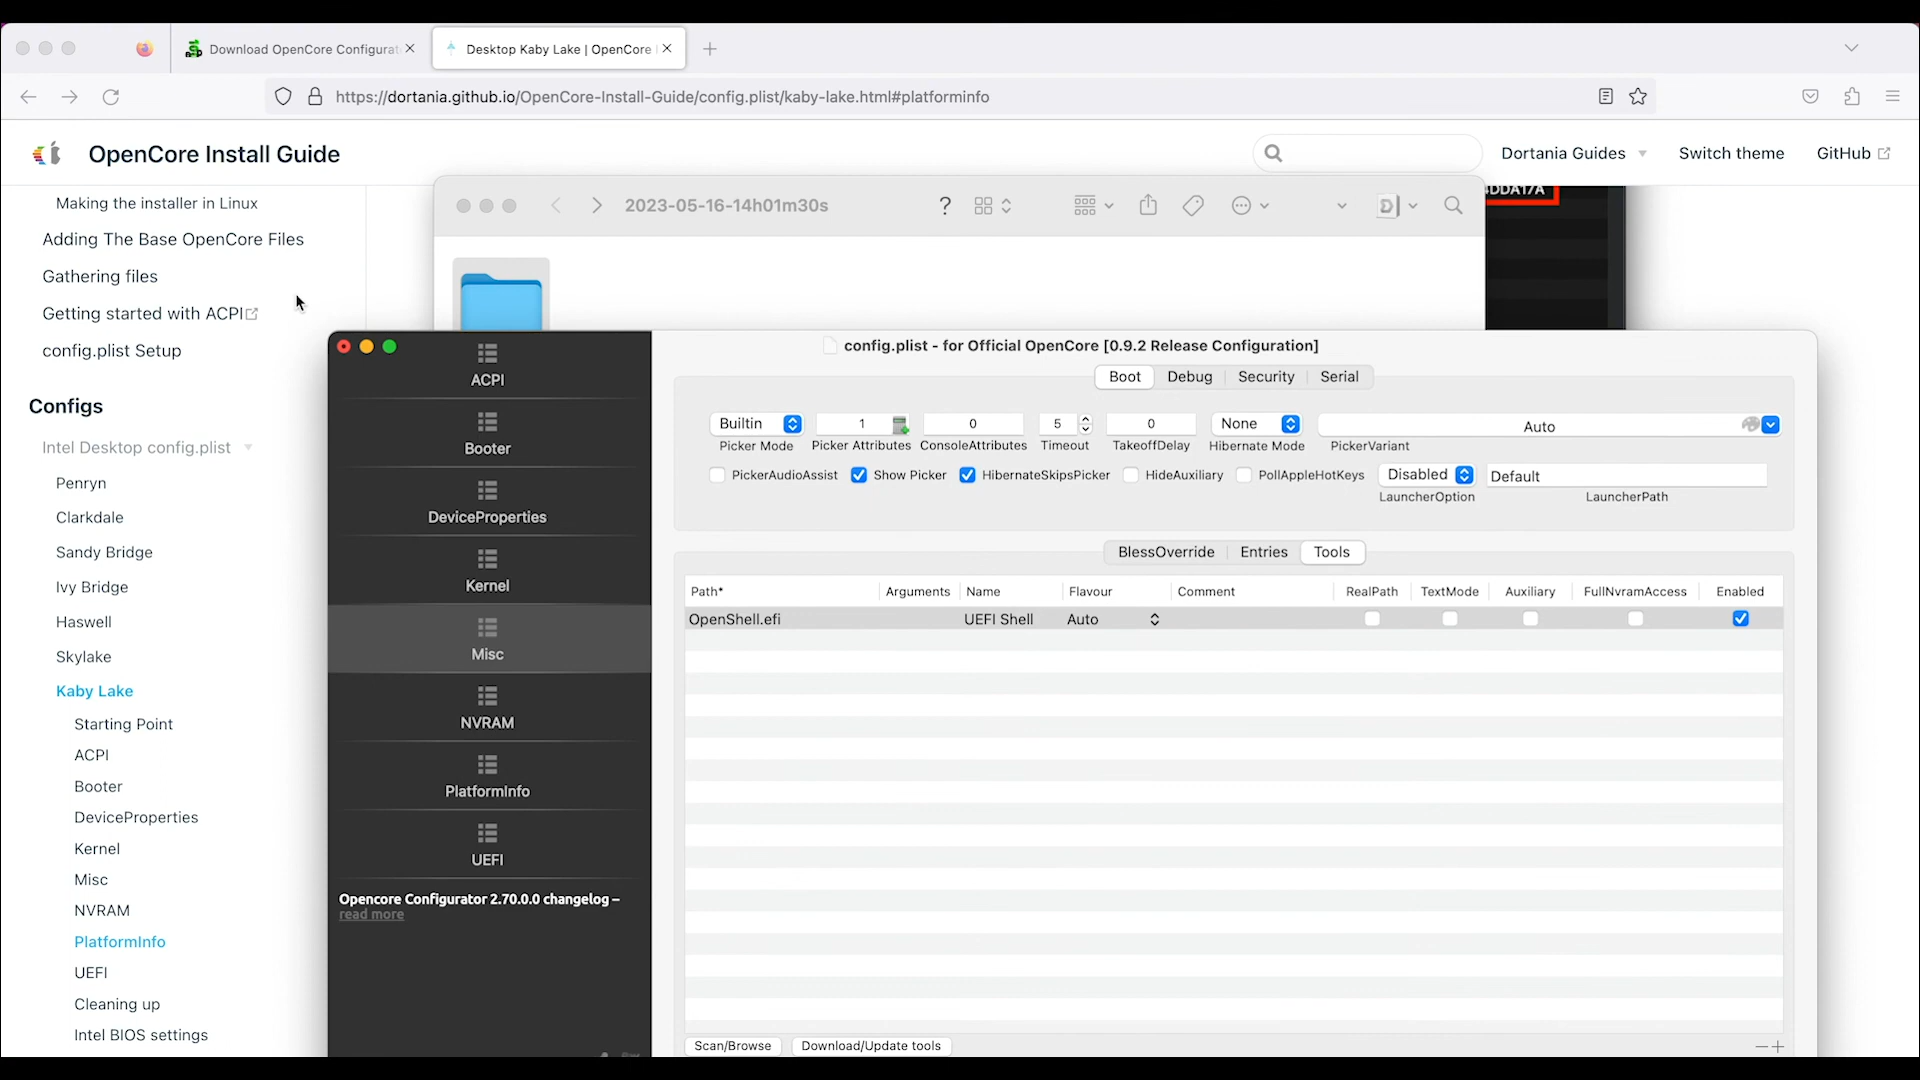 Download OpenCore Configurat
Desktop Kaby Lake | OpenCore
https://dortania.github.io/OpenCore-Install-Guide/config.plist/kaby-lake.html#platforminfo
OpenCore Install Guide
Dortania Guides
Switch theme
GitHub
Making the installer in Linux
Adding The Base OpenCore Files
Gathering files
Getting started with ACPI
config.plist Setup
Configs
Intel Desktop config.plist
Penryn
Clarkdale
Sandy Bridge
Ivy Bridge
Haswell
Skylake
Kaby Lake
Starting Point
ACPI
Booter
DeviceProperties
Kernel
Misc
NVRAM
PlatformInfo
UEFI
Cleaning up
Intel BIOS settings
2023-05-16-14h01m30s
?
DDA17A
ACPI
Booter
DeviceProperties
Kernel
Misc
NVRAM
PlatformInfo
UEFI
Opencore Configurator 2.70.0.0 changelog –
read more
config.plist - for Official OpenCore [0.9.2 Release Configuration]
Boot Debug Security Serial
Builtin 1 0 5 0 None Auto
Picker Mode Picker Attributes ConsoleAttributes Timeout TakeoffDelay Hibernate Mode PickerVariant
PickerAudioAssist Show Picker HibernateSkipsPicker HideAuxiliary PollAppleHotKeys Disabled Default
LauncherOption LauncherPath
BlessOverride Entries Tools
Path* Arguments Name Flavour Comment RealPath TextMode Auxiliary FullNvramAccess Enabled
OpenShell.efi UEFI Shell Auto
Scan/Browse Download/Update tools